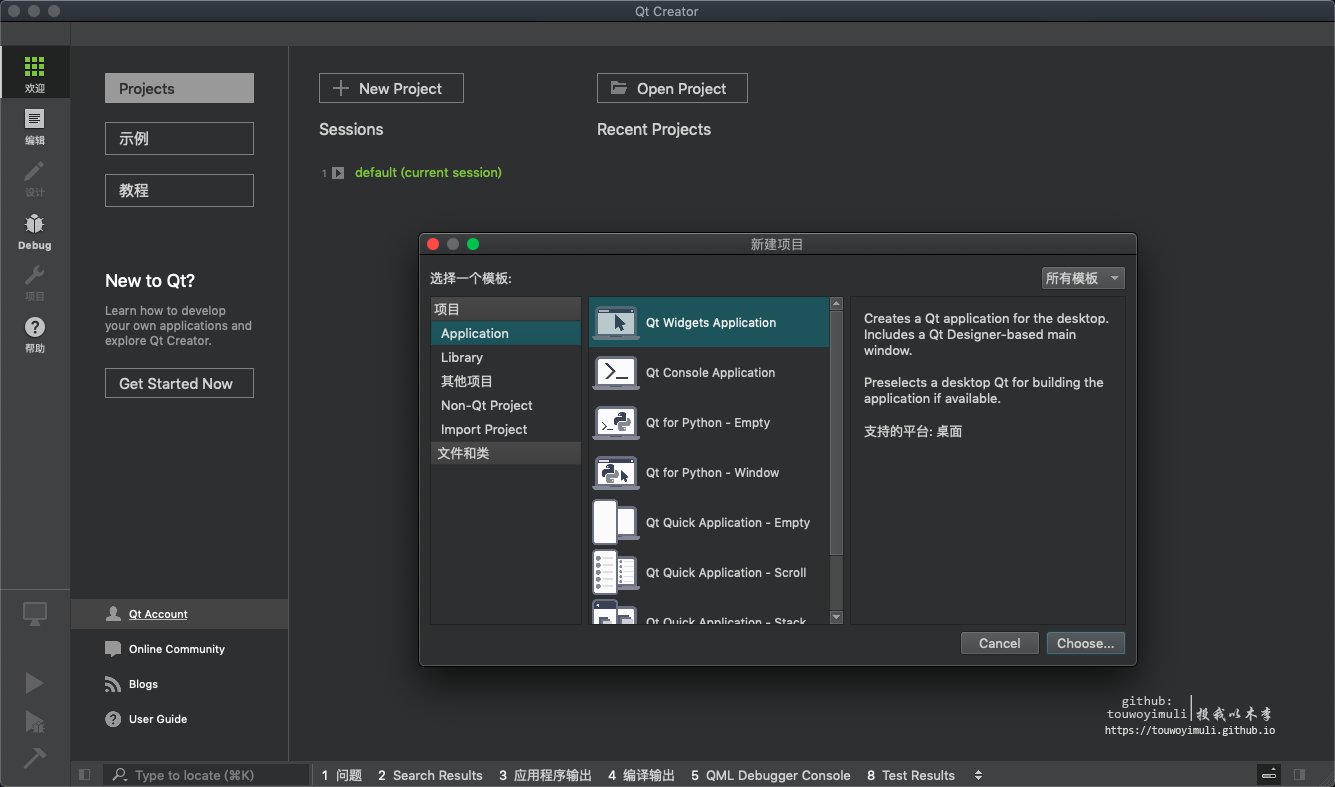 Qt Creator
欢迎
编辑
设计
Debug
项目
帮助
Projects
示例
教程
New to Qt?
Learn how to develop
your own applications and
explore Qt Creator.
Get Started Now
Qt Account
Online Community
Blogs
User Guide
New Project
Open Project
Sessions
Recent Projects
1 default (current session)
新建项目
选择一个模板:
所有模板
项目
Application
Library
其他项目
Non-Qt Project
Import Project
文件和类
Qt Widgets Application
Qt Console Application
Qt for Python - Empty
Qt for Python - Window
Qt Quick Application - Empty
Qt Quick Application - Scroll
Qt Quick Application - Stack
Creates a Qt application for the desktop.
Includes a Qt Designer-based main
window.
Preselects a desktop Qt for building the
application if available.
支持的平台: 桌面
Cancel
Choose...
github:
touwoyimuli
投我以木李
https://touwoyimuli.github.io
Type to locate (⌘K)
1 问题 2 Search Results 3 应用程序输出 4 编译输出 5 QML Debugger Console 8 Test Results